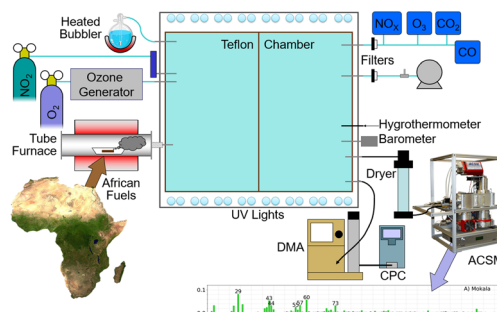 Heated
Bubbler
NO2
O2
Ozone
Generator
Tube
Furnace
African
Fuels
Teflon Chamber
UV Lights
NOX
O3
CO2
CO
Filters
Hygrothermometer
Barometer
Dryer
DMA
CPC
ACSM
0.1
29
43
44
60
73
A) Mokala